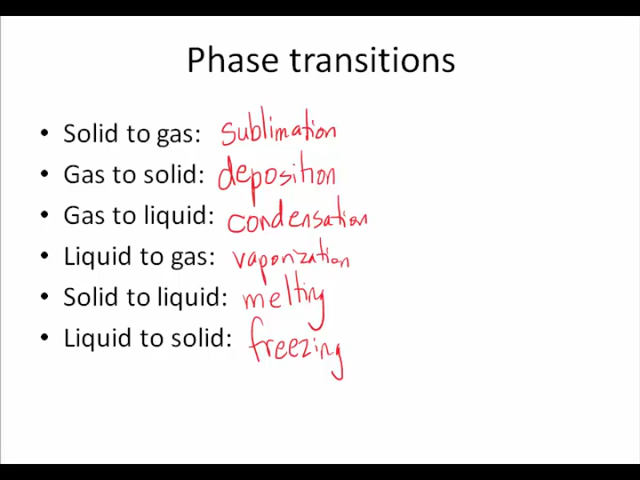 Phase transitions
• Solid to gas: sublimation
• Gas to solid: deposition
• Gas to liquid: condensation
• Liquid to gas: vaporization
• Solid to liquid: melting
• Liquid to solid: freezing